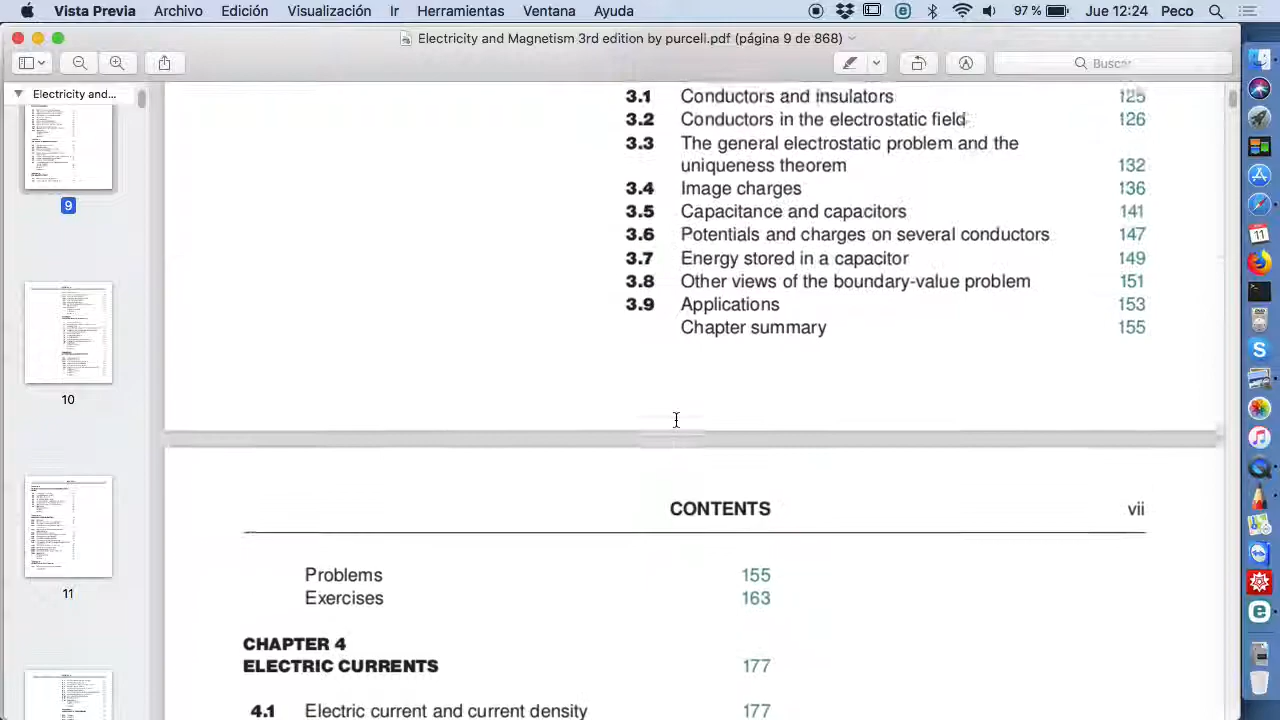 Vista Previa Archivo Edición Visualización Ir Herramientas Ventana Ayuda 97% Jue 12:24 Peco
Electricity and Magnetism 3rd edition by purcell.pdf (página 9 de 868)
Buscar
Electricity and...
3.1 Conductors and insulators 125
3.2 Conductors in the electrostatic field 126
3.3 The general electrostatic problem and the
uniqueness theorem 132
3.4 Image charges 136
3.5 Capacitance and capacitors 141
3.6 Potentials and charges on several conductors 147
3.7 Energy stored in a capacitor 149
3.8 Other views of the boundary-value problem 151
3.9 Applications 153
Chapter summary 155
9
10
11
CONTENTS vii
Problems 155
Exercises 163
CHAPTER 4
ELECTRIC CURRENTS 177
4.1 Electric current and current density 177
11